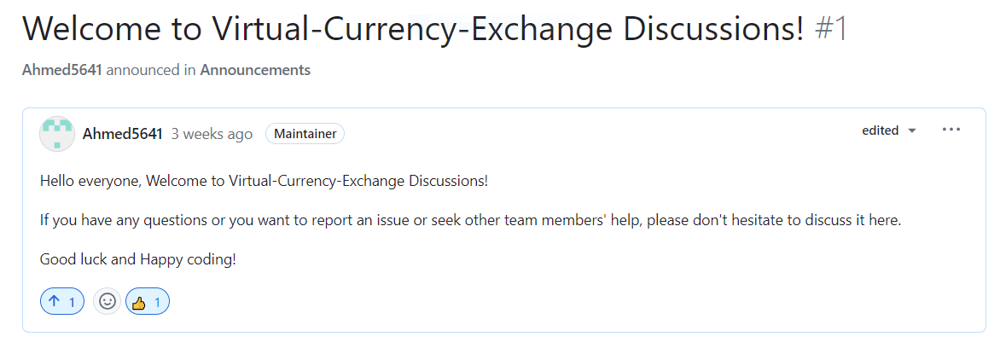 Welcome to Virtual-Currency-Exchange Discussions! #1
Ahmed5641 announced in Announcements
Ahmed5641 3 weeks ago Maintainer edited
Hello everyone, Welcome to Virtual-Currency-Exchange Discussions!
If you have any questions or you want to report an issue or seek other team members' help, please don't hesitate to discuss it here.
Good luck and Happy coding!
1 1